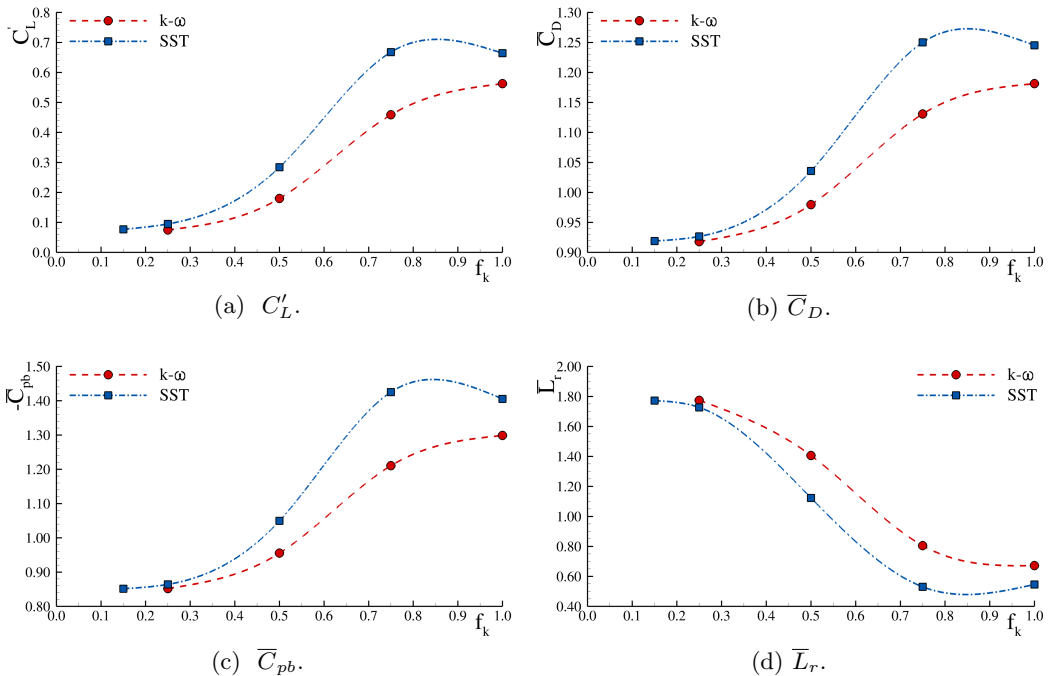 C'L
0.8
0.7
0.6
0.5
0.4
0.3
0.2
0.1
0.0
k-ω
SST
0.0 0.1 0.2 0.3 0.4 0.5 0.6 0.7 0.8 0.9 1.0
fk
(a) C′L.
C̅D
1.30
1.25
1.20
1.15
1.10
1.05
1.00
0.95
0.90
k-ω
SST
0.0 0.1 0.2 0.3 0.4 0.5 0.6 0.7 0.8 0.9 1.0
fk
(b) C̅D.
-C̅pb
1.50
1.40
1.30
1.20
1.10
1.00
0.90
0.80
k-ω
SST
0.0 0.1 0.2 0.3 0.4 0.5 0.6 0.7 0.8 0.9 1.0
fk
(c) C̅pb.
L̅r
2.00
1.80
1.60
1.40
1.20
1.00
0.80
0.60
0.40
k-ω
SST
0.0 0.1 0.2 0.3 0.4 0.5 0.6 0.7 0.8 0.9 1.0
fk
(d) L̅r.